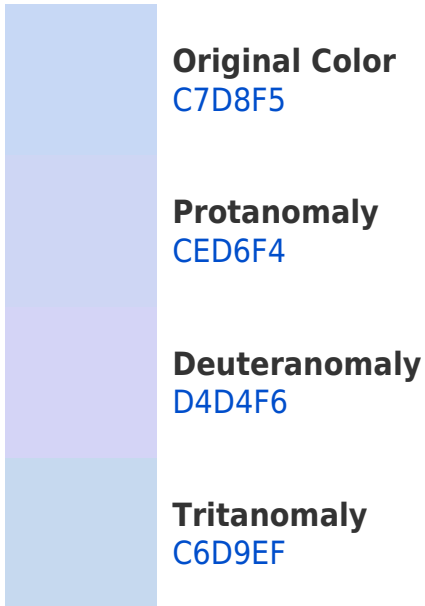 Original Color
C7D8F5
Protanomaly
CED6F4
Deuteranomaly
D4D4F6
Tritanomaly
C6D9EF